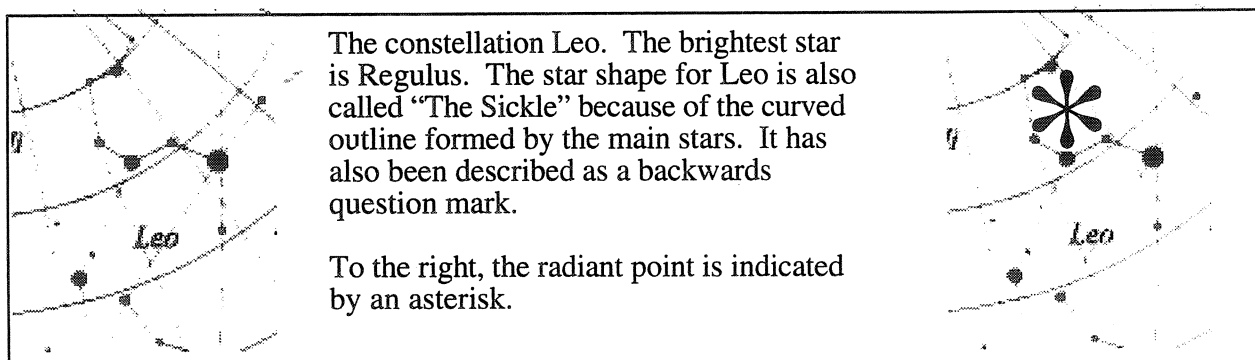 The constellation Leo. The brightest star
is Regulus. The star shape for Leo is also
called “The Sickle” because of the curved
outline formed by the main stars. It has
also been described as a backwards
question mark.
To the right, the radiant point is indicated
by an asterisk.
Leo
Leo